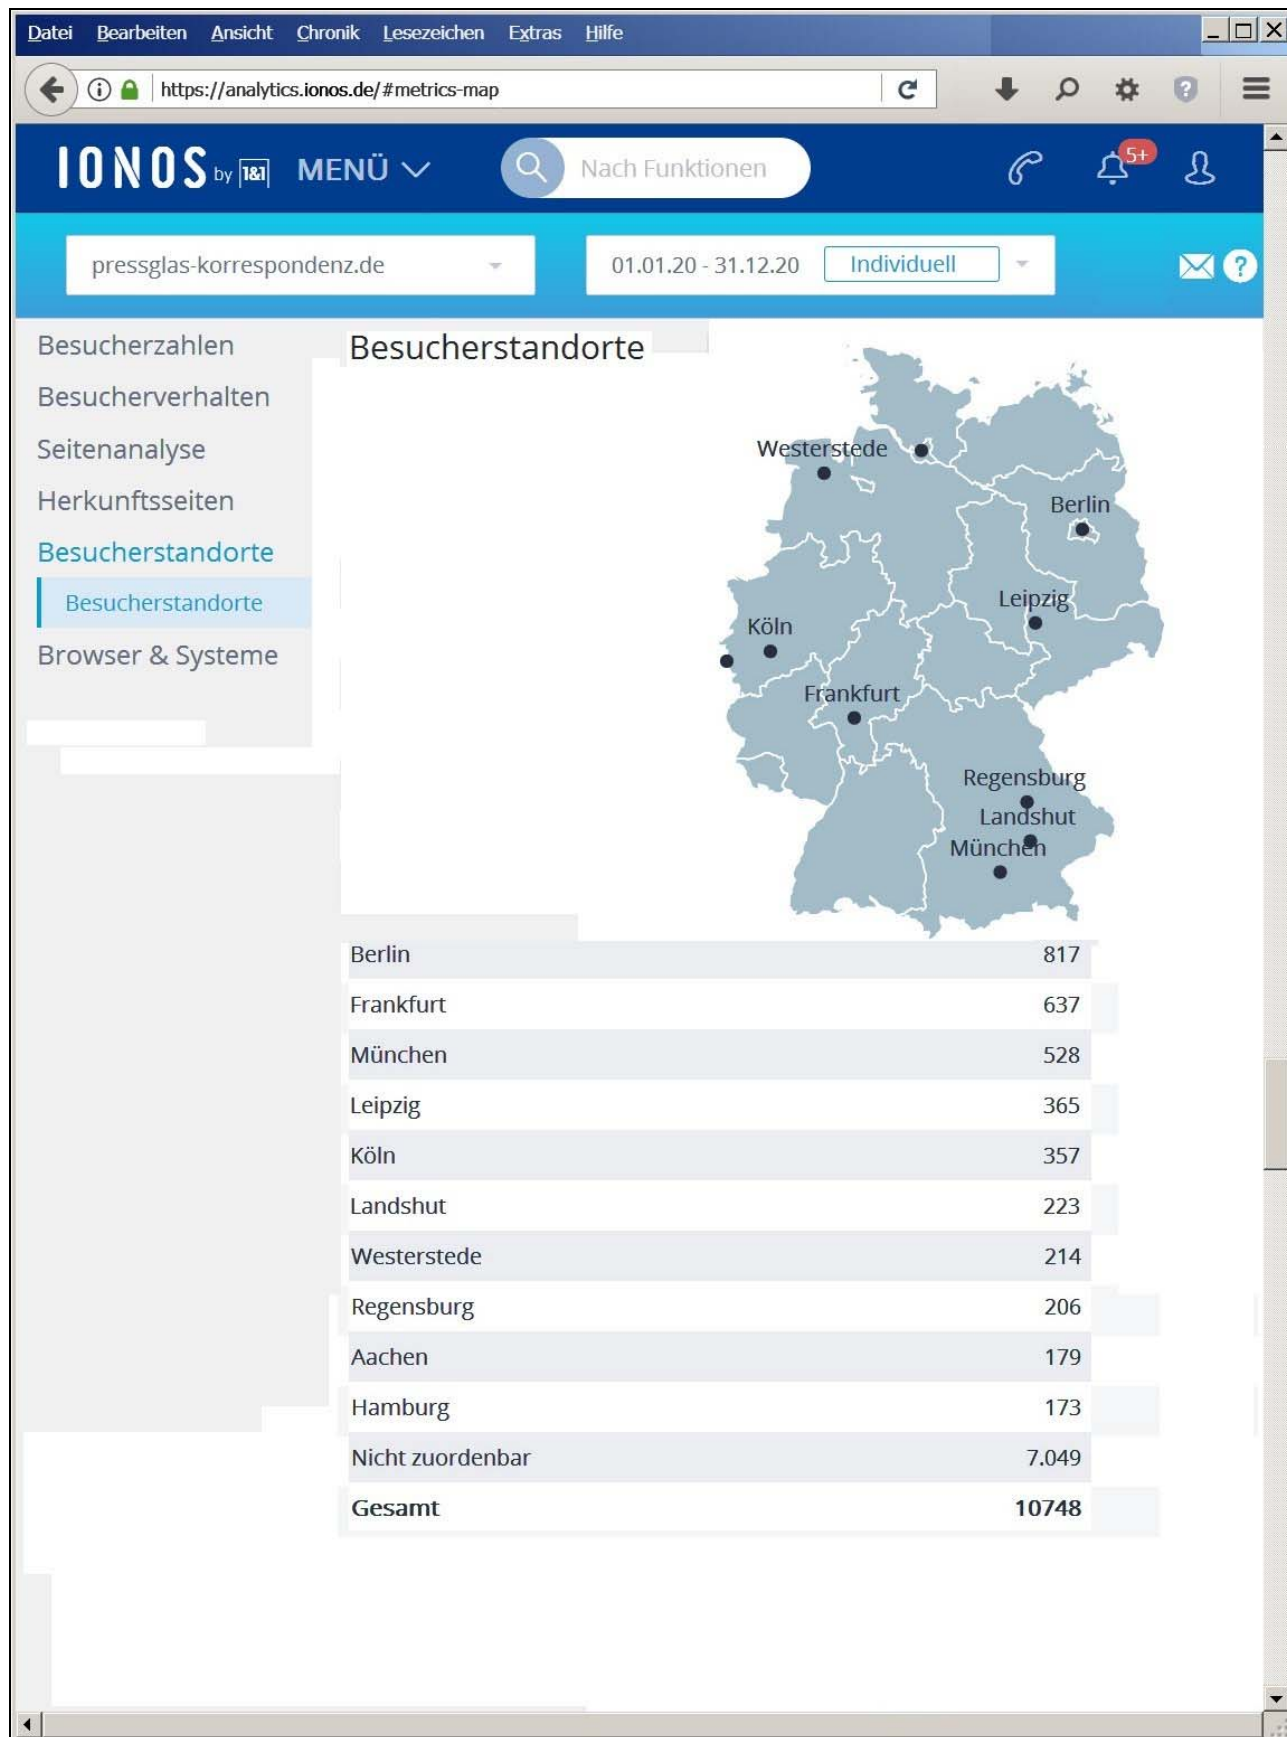 Datei Bearbeiten Ansicht Chronik Lesezeichen Extras Hilfe
https://analytics.ionos.de/#metrics-map
IONOS by 1&1 MENÜ Nach Funktionen 5+
pressglas-korrespondenz.de 01.01.20 - 31.12.20 Individuell
Besucherzahlen
Besucherverhalten
Seitenanalyse
Herkunftsseiten
Besucherstandorte
Besucherstandorte
Browser & Systeme
Besucherstandorte
Westerstede
Berlin
Leipzig
Köln
Frankfurt
Regensburg
Landshut
München
Berlin 817
Frankfurt 637
München 528
Leipzig 365
Köln 357
Landshut 223
Westerstede 214
Regensburg 206
Aachen 179
Hamburg 173
Nicht zuordenbar 7.049
Gesamt 10748